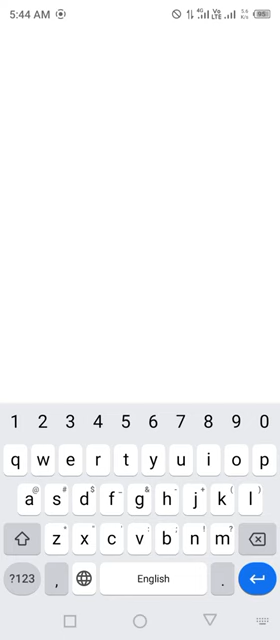 5:44 AM 4G Vo LTE 5.6 K/s 95
1 2 3 4 5 6 7 8 9 0
q w e r t y u i o p
@ # $ _ & - + ( )
a s d f g h j k l
* " ' : ; ! ?
z x c v b n m
?123 , English .